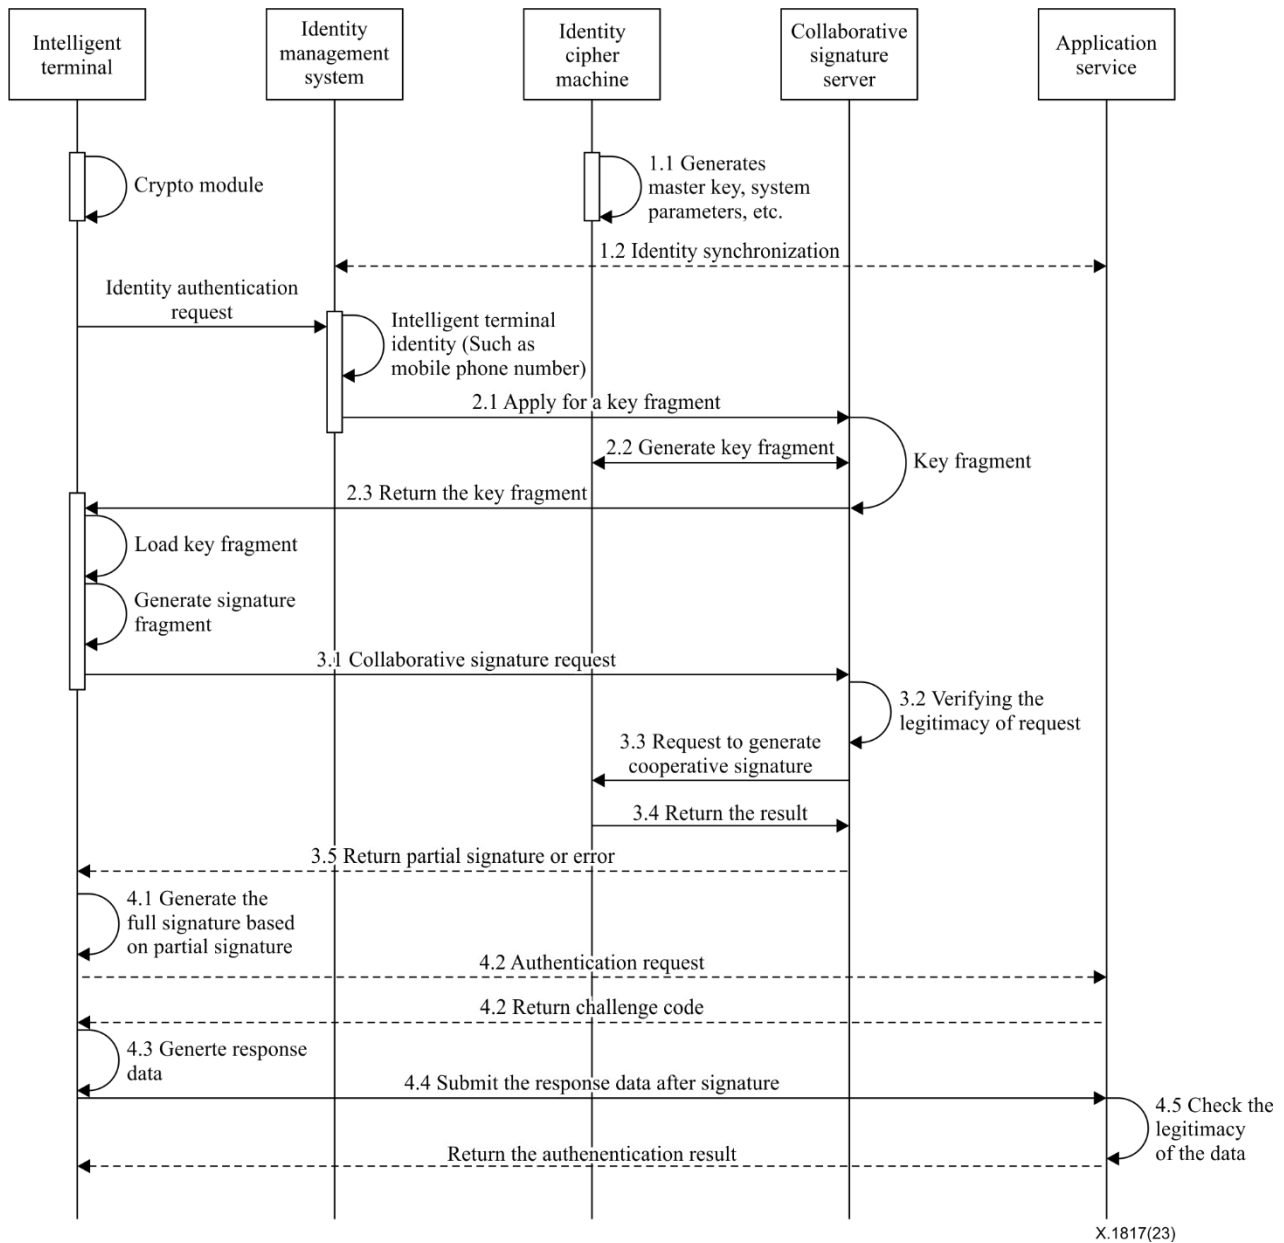 Intelligent
terminal
Identity
management
system
Identity
cipher
machine
Collaborative
signature
server
Application
service
Crypto module
1.1 Generates
master key, system
parameters, etc.
1.2 Identity synchronization
Identity authentication
request
Intelligent terminal
identity (Such as
mobile phone number)
2.1 Apply for a key fragment
2.2 Generate key fragment
Key fragment
2.3 Return the key fragment
Load key fragment
Generate signature
fragment
3.1 Collaborative signature request
3.2 Verifying the
legitimacy of request
3.3 Request to generate
cooperative signature
3.4 Return the result
3.5 Return partial signature or error
4.1 Generate the
full signature based
on partial signature
4.2 Authentication request
4.2 Return challenge code
4.3 Generte response
data
4.4 Submit the response data after signature
4.5 Check the
legitimacy
of the data
Return the authenentication result
X.1817(23)